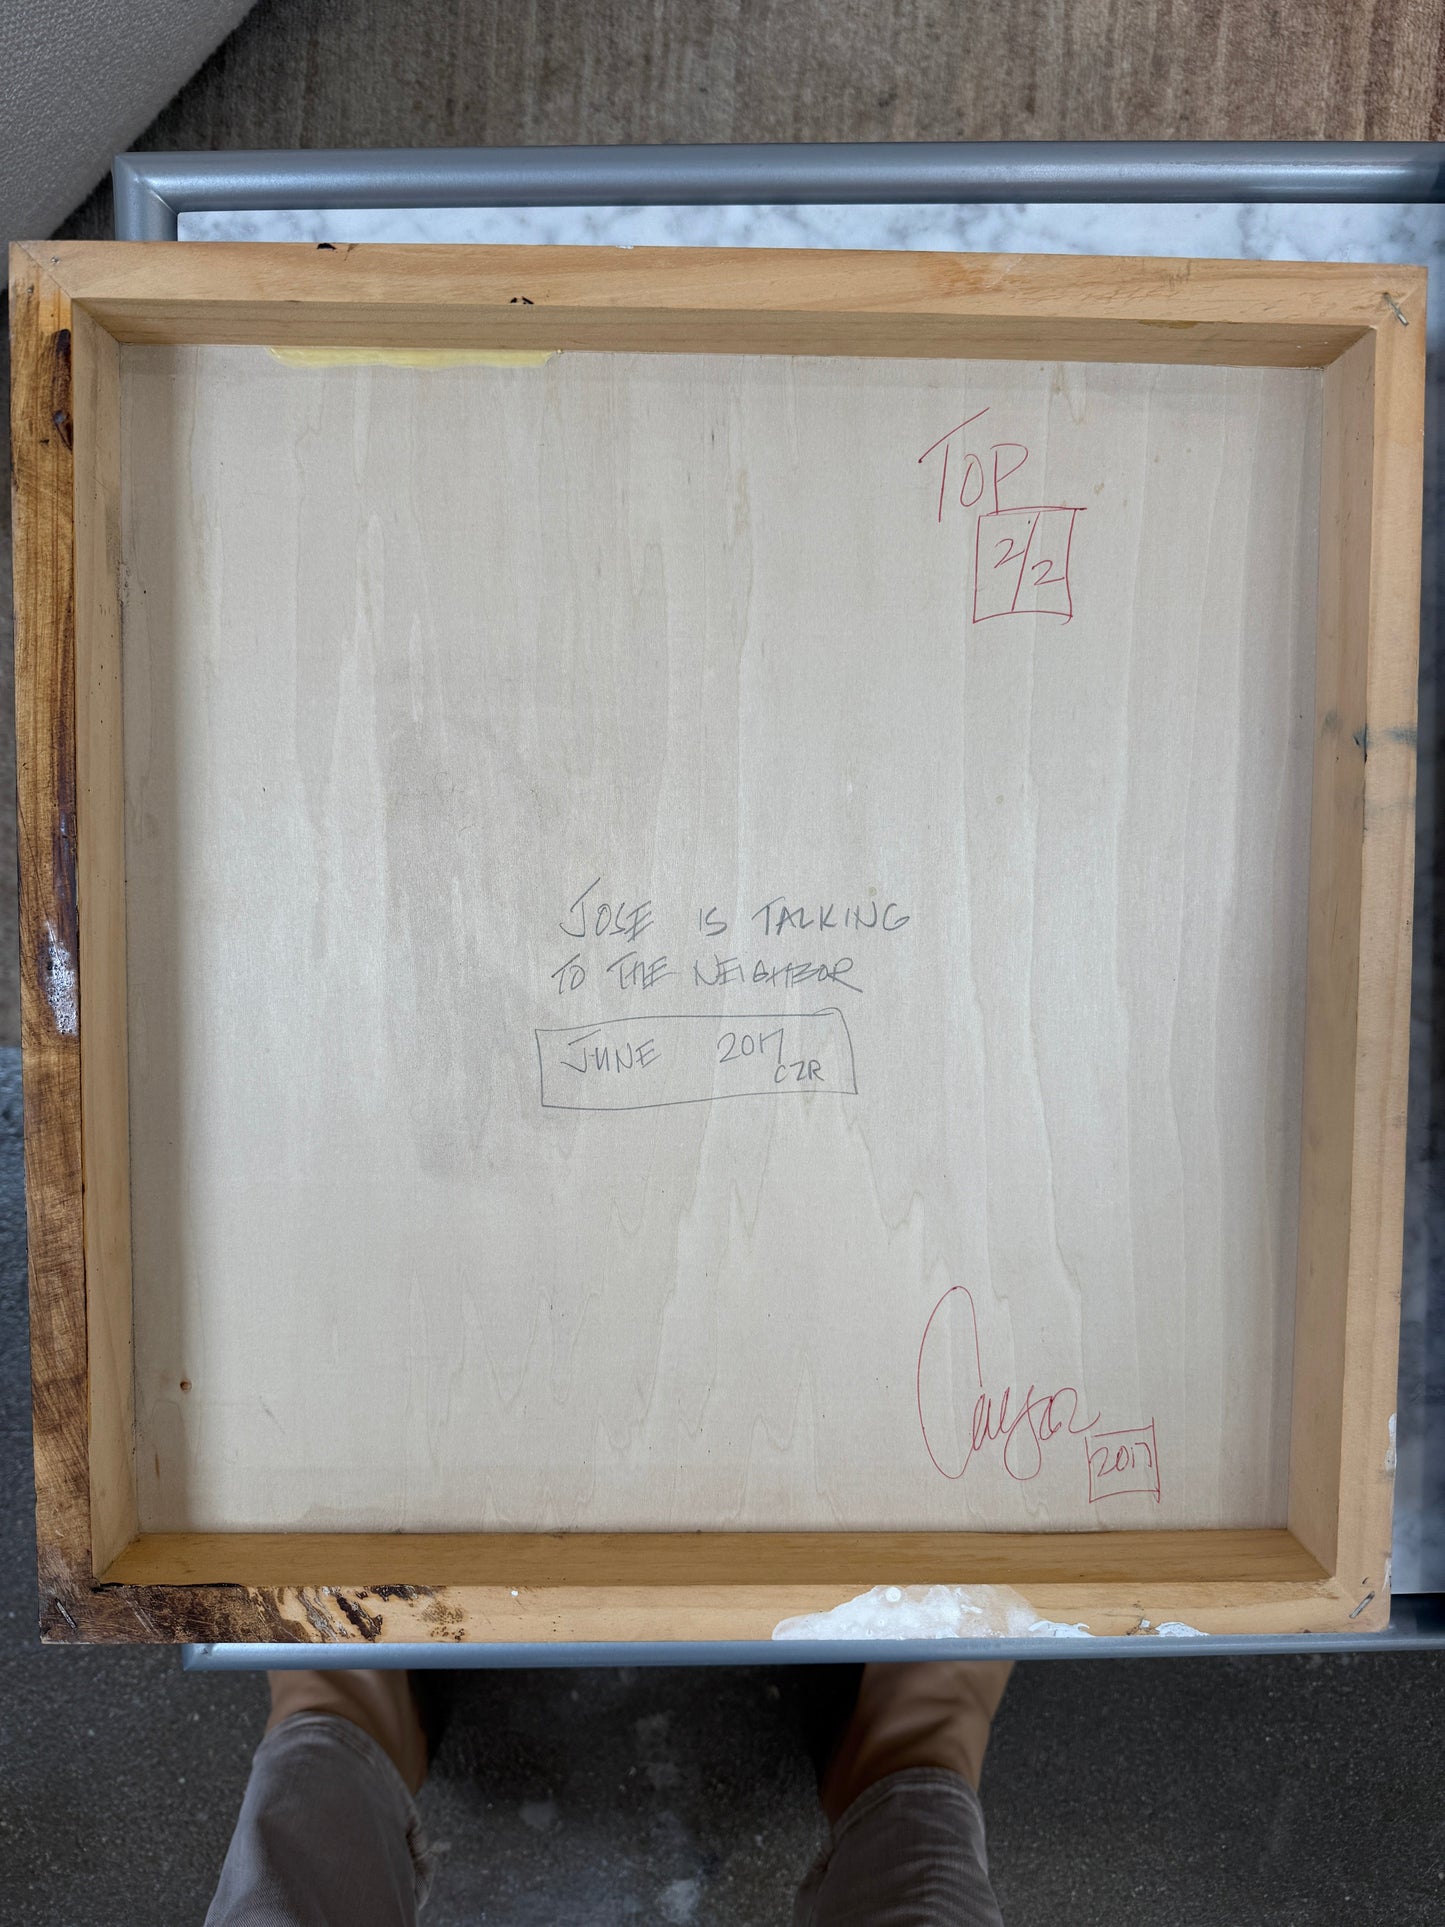 TOP
2/2
JOSE IS TALKING
TO THE NEIGHBOR
JUNE 2017
CZR
2017